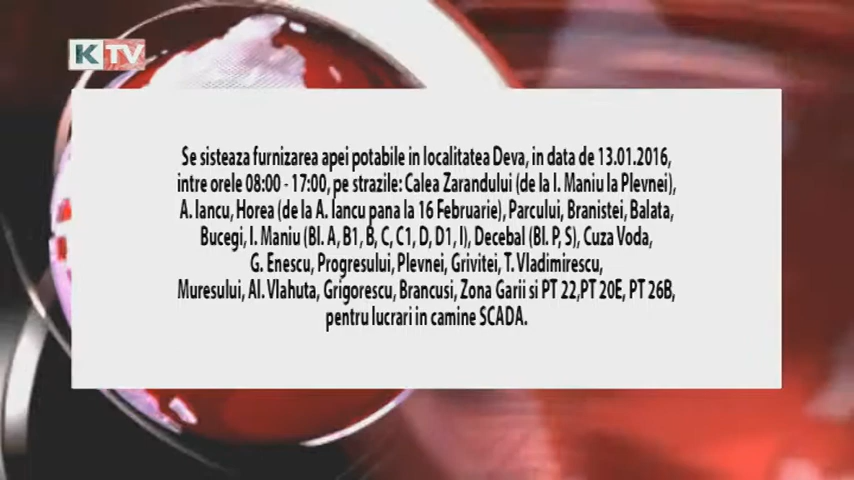 K TV
Se sisteaza furnizarea apei potabile in localitatea Deva, in data de 13.01.2016,
intre orele 08:00 - 17:00, pe strazile: Calea Zarandului (de la I. Maniu la Plevnei),
A. Iancu, Horea (de la A. Iancu pana la 16 Februarie), Parcului, Branistei, Balata,
Bucegi, I. Maniu (Bl. A, B1, B, C, C1, D, D1, I), Decebal (Bl. P, S), Cuza Voda,
G. Enescu, Progresului, Plevnei, Grivitei, T. Vladimirescu,
Muresului, Al. Vlahuta, Grigorescu, Brancusi, Zona Garii si PT 22,PT 20E, PT 26B,
pentru lucrari in camine SCADA.